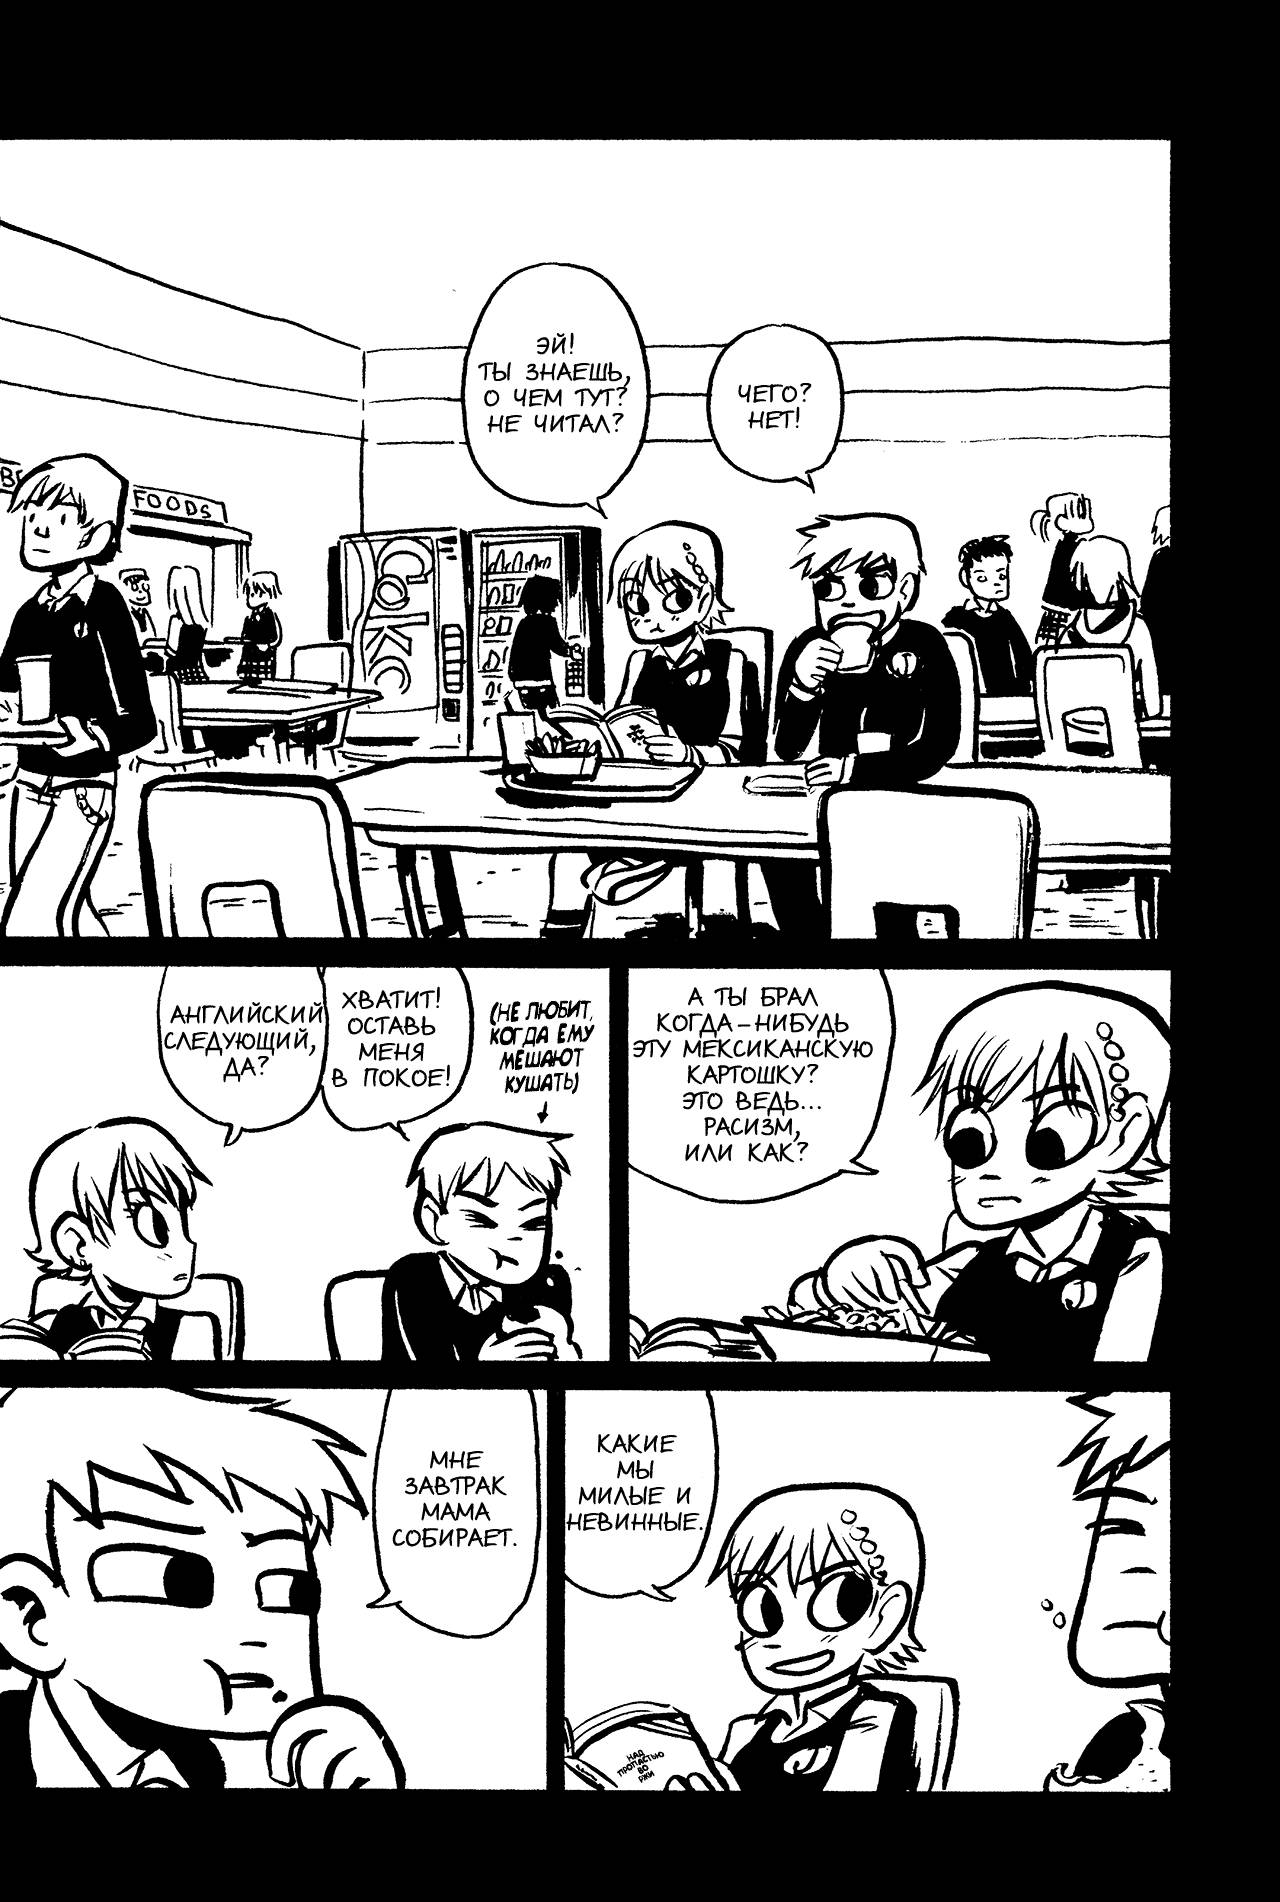 ЭЙ!
ТЫ ЗНАЕШЬ,
О ЧЕМ ТУТ?
НЕ ЧИТАЛ?
ЧЕГО?
НЕТ!
FOODS
Coke
АНГЛИЙСКИЙ
СЛЕДУЮЩИЙ,
ДА?
ХВАТИТ!
ОСТАВЬ
МЕНЯ
В ПОКОЕ!
(НЕ ЛЮБИТ,
КОГДА ЕМУ
МЕШАЮТ
КУШАТЬ)
А ТЫ БРАЛ
КОГДА-НИБУДЬ
ЭТУ МЕКСИКАНСКУЮ
КАРТОШКУ?
ЭТО ВЕДЬ...
РАСИЗМ,
ИЛИ КАК?
МНЕ
ЗАВТРАК
МАМА
СОБИРАЕТ.
КАКИЕ
МЫ
МИЛЫЕ И
НЕВИННЫЕ.
НАД
ПРОПАСТЬЮ
ВО
РЖИ